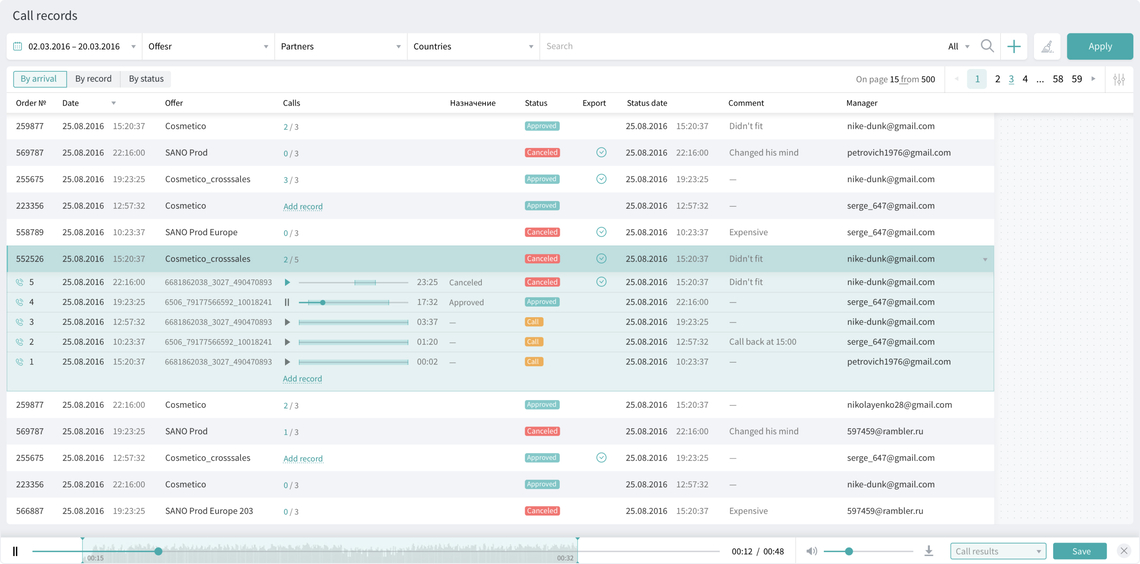 Call records
02.03.2016 – 20.03.2016 Offesr Partners Countries Search All Apply
By arrival By record By status On page 15 from 500 1 2 3 4 ... 58 59
Order № Date Offer Calls Назначение Status Export Status date Comment Manager
259877 25.08.2016 15:20:37 Cosmetico 2 / 3 Approved 25.08.2016 15:20:37 Didn't fit nike-dunk@gmail.com
569787 25.08.2016 22:16:00 SANO Prod 0 / 3 Canceled 25.08.2016 22:16:00 Changed his mind petrovich1976@gmail.com
255675 25.08.2016 19:23:25 Cosmetico_crosssales 3 / 3 Approved 25.08.2016 19:23:25 — nike-dunk@gmail.com
223356 25.08.2016 12:57:32 Cosmetico Add record Approved 25.08.2016 12:57:32 — serge_647@gmail.com
558789 25.08.2016 10:23:37 SANO Prod Europe 0 / 3 Canceled 25.08.2016 10:23:37 Expensive serge_647@gmail.com
552526 25.08.2016 15:20:37 Cosmetico_crosssales 2 / 5 Canceled 25.08.2016 15:20:37 Didn't fit nike-dunk@gmail.com
5 25.08.2016 22:16:00 6681862038_3027_490470893 23:25 Canceled Canceled 25.08.2016 15:20:37 Didn't fit nike-dunk@gmail.com
4 25.08.2016 19:23:25 6506_79177566592_10018241 17:32 Approved Approved 25.08.2016 22:16:00 — serge_647@gmail.com
3 25.08.2016 12:57:32 6681862038_3027_490470893 03:37 — Call 25.08.2016 19:23:25 — nike-dunk@gmail.com
2 25.08.2016 10:23:37 6506_79177566592_10018241 01:20 — Call 25.08.2016 12:57:32 Call back at 15:00 serge_647@gmail.com
1 25.08.2016 15:20:37 6681862038_3027_490470893 00:02 — Call 25.08.2016 10:23:37 — petrovich1976@gmail.com
Add record
259877 25.08.2016 22:16:00 Cosmetico 2 / 3 Approved 25.08.2016 15:20:37 — nikolayenko28@gmail.com
569787 25.08.2016 19:23:25 SANO Prod 1 / 3 Canceled 25.08.2016 22:16:00 Changed his mind 597459@rambler.ru
255675 25.08.2016 12:57:32 Cosmetico_crosssales Add record Approved 25.08.2016 19:23:25 — serge_647@gmail.com
223356 25.08.2016 22:16:00 Cosmetico 0 / 3 Approved 25.08.2016 12:57:32 — nike-dunk@gmail.com
566887 25.08.2016 19:23:25 SANO Prod Europe 203 0 / 3 Canceled 25.08.2016 15:20:37 Expensive 597459@rambler.ru
00:15 00:32 00:12 / 00:48 Call results Save